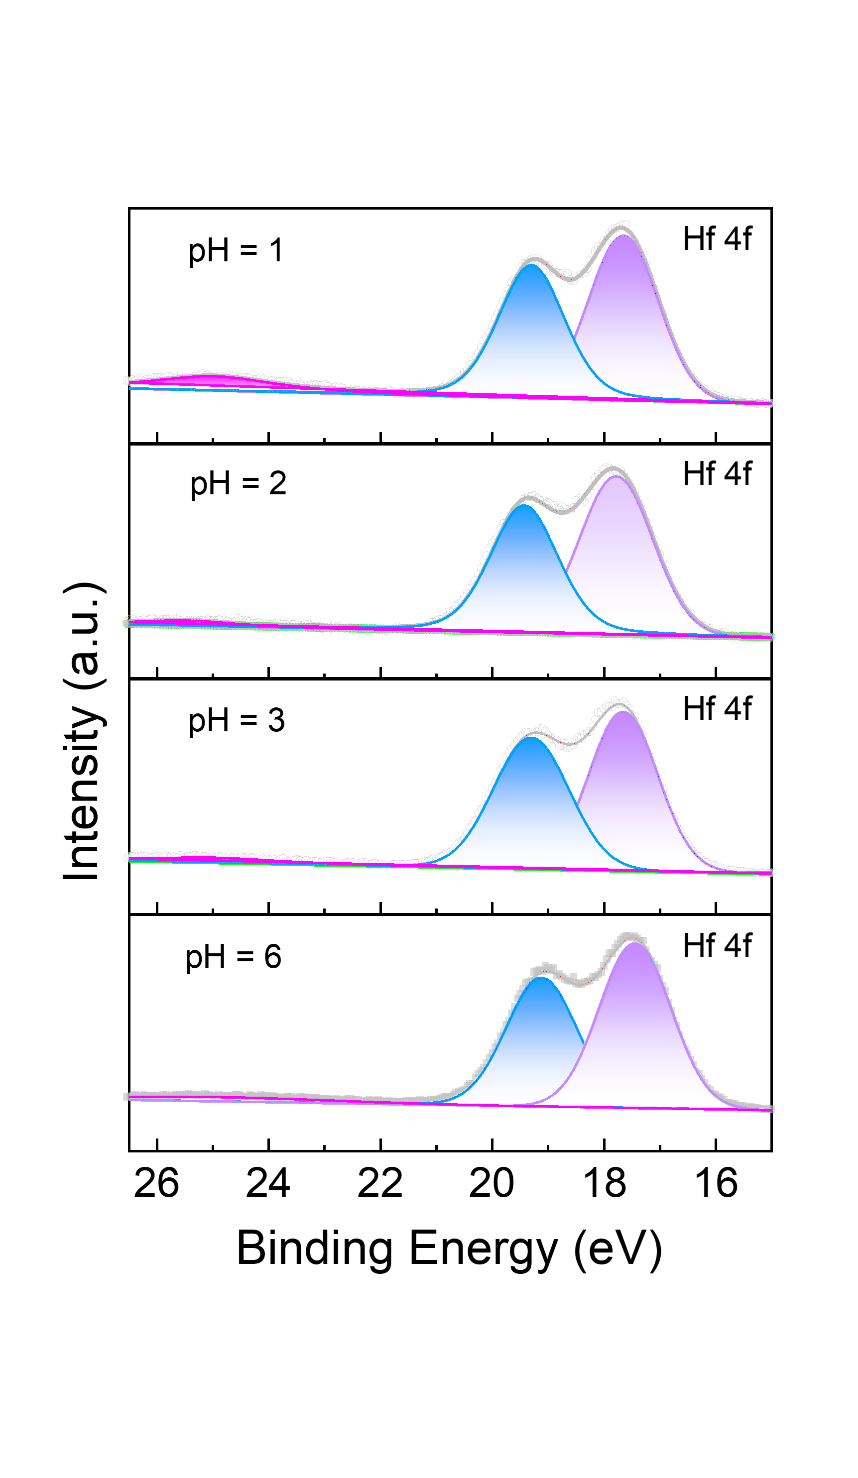 pH = 1
Hf 4f
pH = 2
Hf 4f
pH = 3
Hf 4f
pH = 6
Hf 4f
Intensity (a.u.)
26 24 22 20 18 16
Binding Energy (eV)